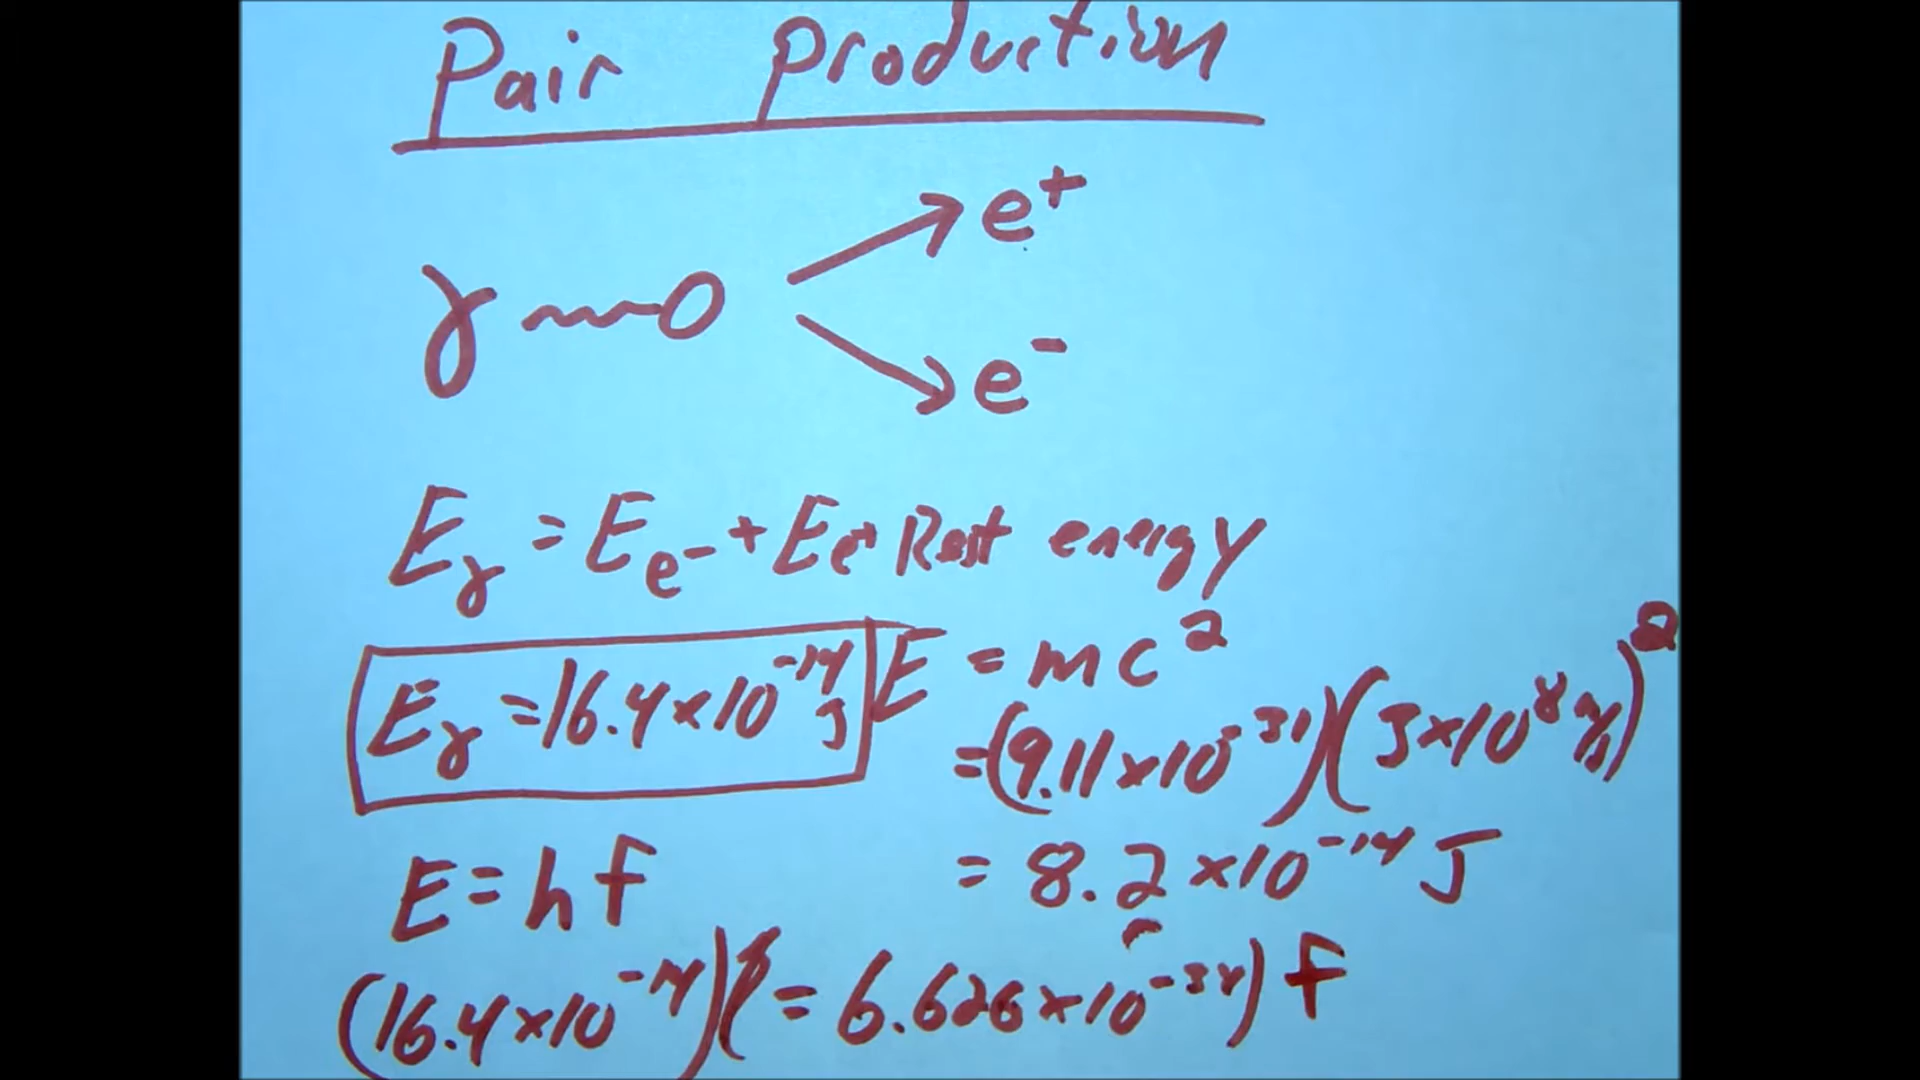 Pair production
γ
e⁺
e⁻
Eγ = Ee⁻ + Ee⁺ Rest energy
Eγ = 16.4 × 10⁻¹⁴ J
E = mc²
= (9.11 × 10⁻³¹)(3 × 10⁸ m/s)²
= 8.2 × 10⁻¹⁴ J
E = hf
(16.4 × 10⁻¹⁴)( = 6.626 × 10⁻³⁴) f